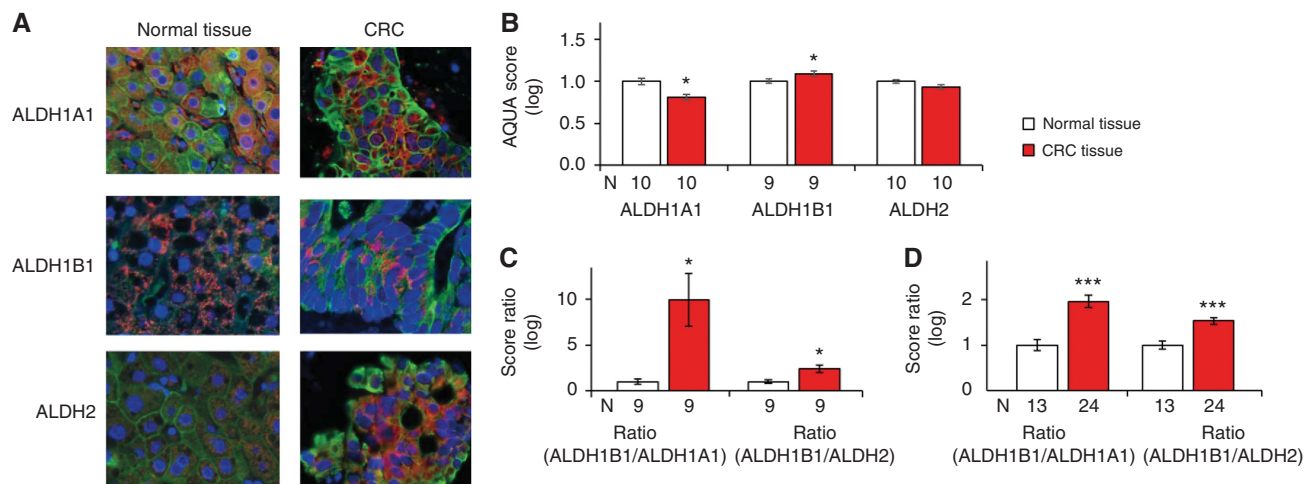 A
Normal tissue
CRC
ALDH1A1
ALDH1B1
ALDH2
B
AQUA score
(log)
1.5
1.0
0.5
0.0
N 10 10 9 9 10 10
ALDH1A1 ALDH1B1 ALDH2
* *
Normal tissue
CRC tissue
C
Score ratio
(log)
10
5
0
* *
N 9 9 9 9
Ratio Ratio
(ALDH1B1/ALDH1A1) (ALDH1B1/ALDH2)
D
Score ratio
(log)
2
1
0
*** ***
N 13 24 13 24
Ratio Ratio
(ALDH1B1/ALDH1A1) (ALDH1B1/ALDH2)